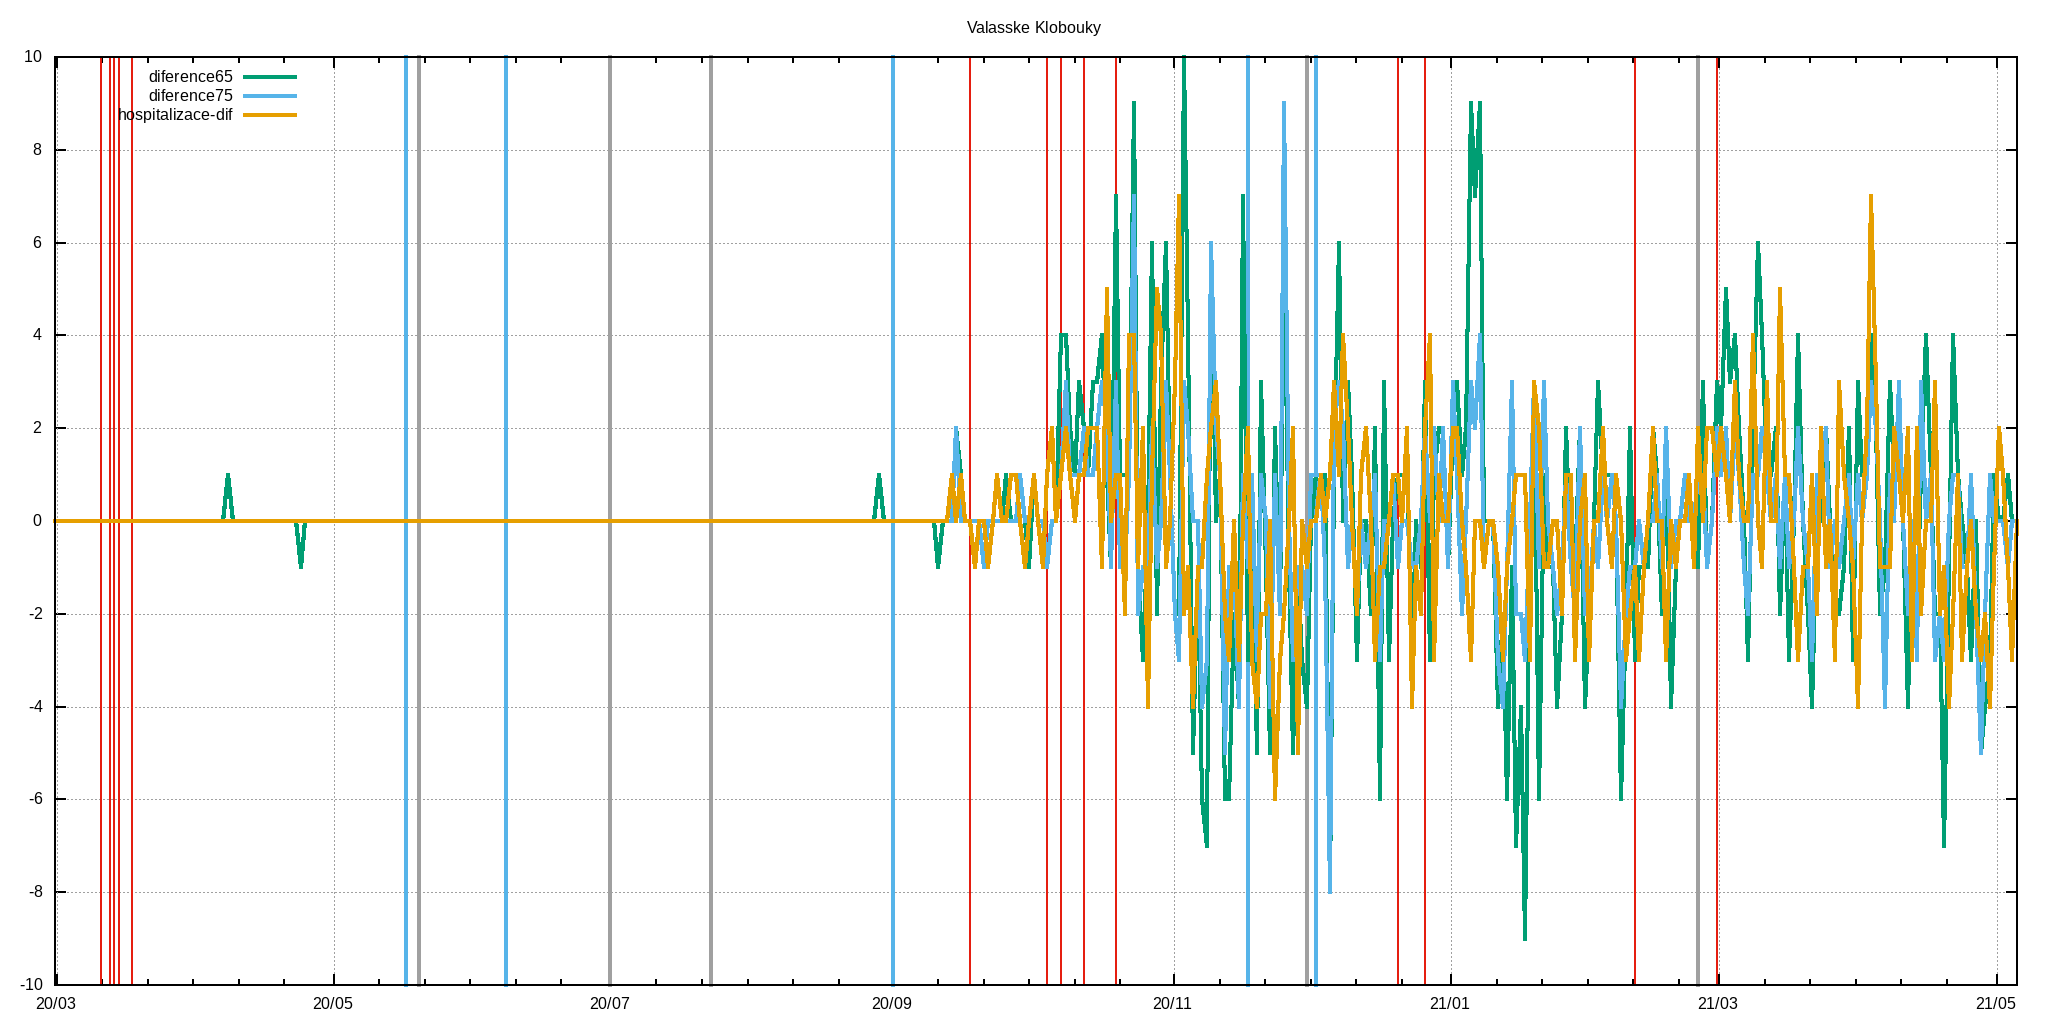 Valasske Klobouky
diference65
diference75
hospitalizace-dif
10
8
6
4
2
0
-2
-4
-6
-8
-10
20/03 20/05 20/07 20/09 20/11 21/01 21/03 21/05